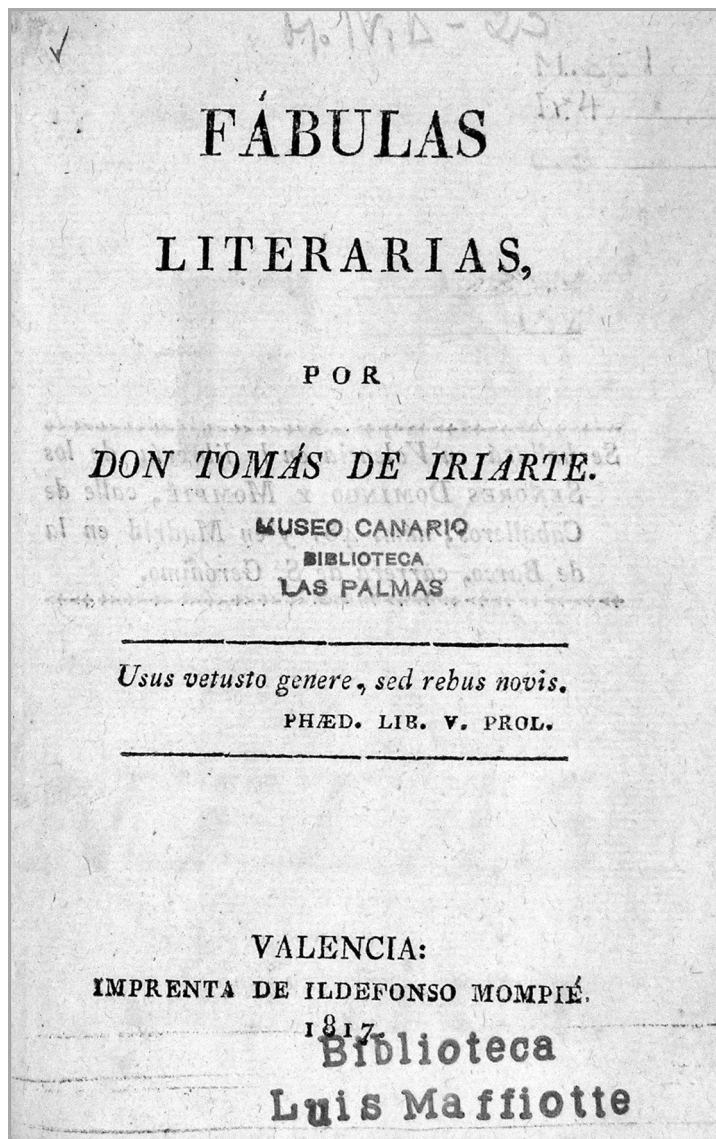 FÁBULAS
LITERARIAS,
POR
DON TOMÁS DE IRIARTE.
MUSEO CANARIO
BIBLIOTECA
LAS PALMAS
Usus vetusto genere, sed rebus novis.
PHÆD. LIB. V. PROL.
VALENCIA:
IMPRENTA DE ILDEFONSO MOMPIÉ.
1817.
Biblioteca
Luis Maffiotte